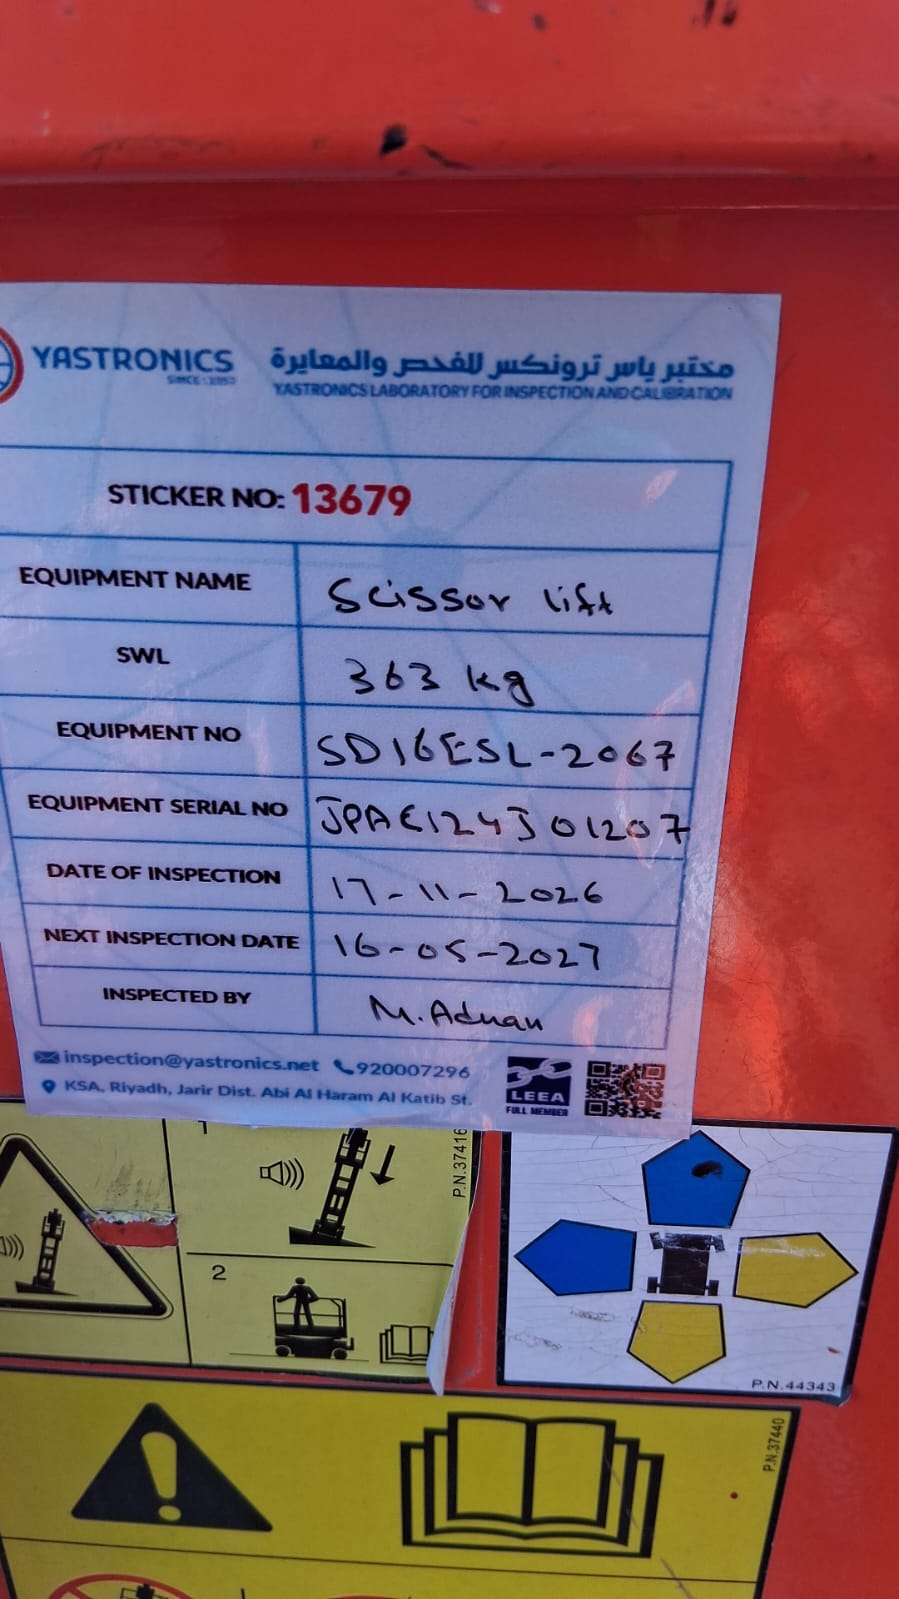 YASTRONICS
SINCE : 1957
مختبر ياس ترونكس للفحص والمعايرة
YASTRONICS LABORATORY FOR INSPECTION AND CALIBRATION
STICKER NO: 13679
EQUIPMENT NAME Scissor lift
SWL 363 kg
EQUIPMENT NO SD16ESL-2067
EQUIPMENT SERIAL NO JPAE124J01207
DATE OF INSPECTION 17-11-2026
NEXT INSPECTION DATE 16-05-2027
INSPECTED BY M. Adnan
inspection@yastronics.net 920007296
KSA, Riyadh, Jarir Dist. Abi Al Haram Al Katib St.
LEEA
FULL MEMBER
1
P.N.37416
2
P.N.44343
P.N.37440